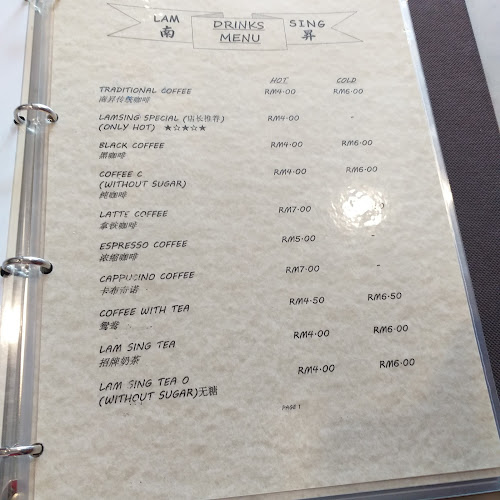 LAM DRINKS SING
南 MENU 昇
HOT COLD
TRADITIONAL COFFEE RM4.00 RM6.00
南昇传统咖啡
LAMSING SPECIAL (店长推荐) RM4.00 -
(ONLY HOT) ★☆★☆★
BLACK COFFEE RM4.00 RM6.00
黑咖啡
COFFEE C RM4.00 RM6.00
(WITHOUT SUGAR)
纯咖啡
LATTE COFFEE RM7.00
拿铁咖啡
ESPRESSO COFFEE RM5.00 -
浓缩咖啡
CAPPUCINO COFFEE RM7.00 -
卡布奇诺
COFFEE WITH TEA RM4.50 RM6.50
鸳鸯
LAM SING TEA RM4.00 RM6.00
招牌奶茶
LAM SING TEA O RM4.00 RM6.00
(WITHOUT SUGAR)无糖
PAGE 1